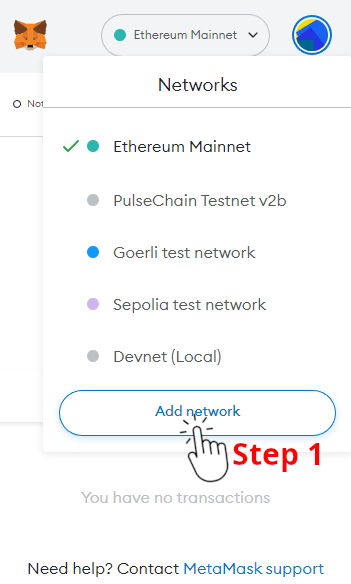 Ethereum Mainnet
Networks
Not
Ethereum Mainnet
PulseChain Testnet v2b
Goerli test network
Sepolia test network
Devnet (Local)
Add network
Step 1
You have no transactions
Need help? Contact MetaMask support